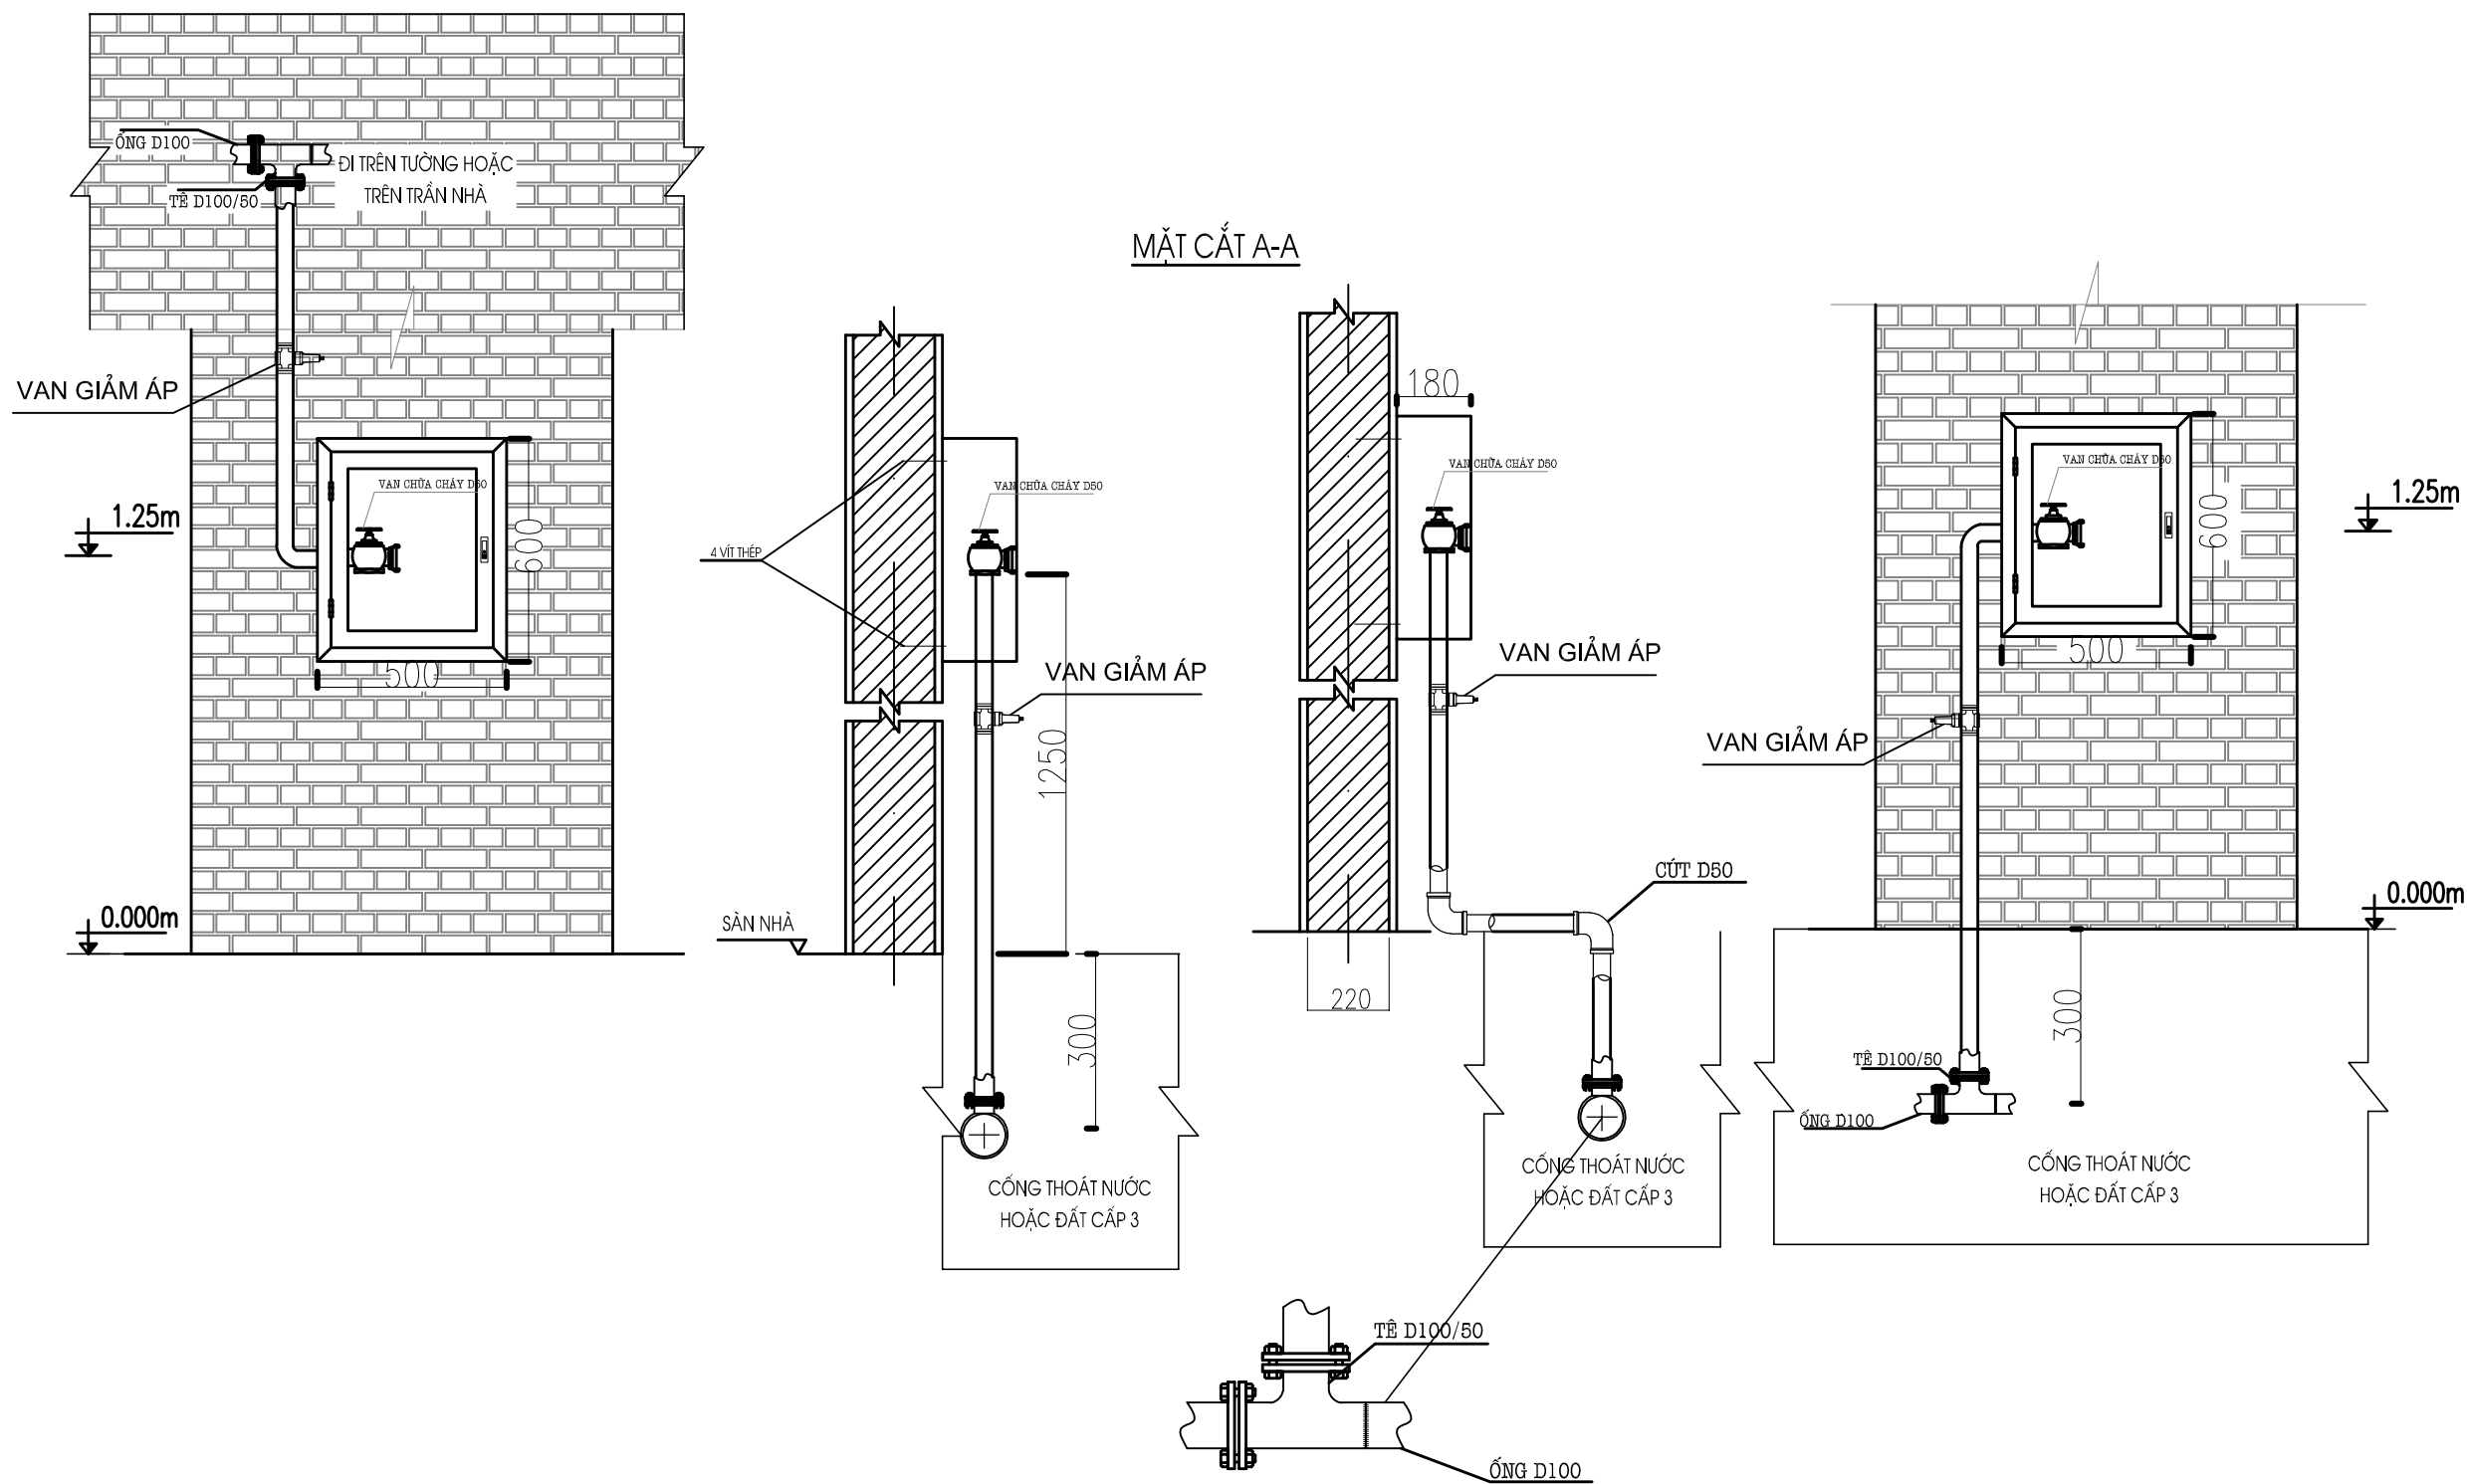 ỐNG D100
ĐI TRÊN TƯỜNG HOẶC
TRÊN TRẦN NHÀ
TÊ D100/50
VAN GIẢM ÁP
VAN CHỮA CHÁY D50
1.25m
600
500
0.000m
MẶT CẮT A-A
4 VÍT THÉP
VAN CHỮA CHÁY D50
VAN GIẢM ÁP
1250
SÀN NHÀ
300
CỐNG THOÁT NƯỚC
HOẶC ĐẤT CẤP 3
180
VAN CHỮA CHÁY D50
VAN GIẢM ÁP
CÚT D50
220
CỐNG THOÁT NƯỚC
HOẶC ĐẤT CẤP 3
TÊ D100/50
ỐNG D100
VAN CHỮA CHÁY D50
1.25m
600
500
VAN GIẢM ÁP
0.000m
300
TÊ D100/50
ỐNG D100
CỐNG THOÁT NƯỚC
HOẶC ĐẤT CẤP 3